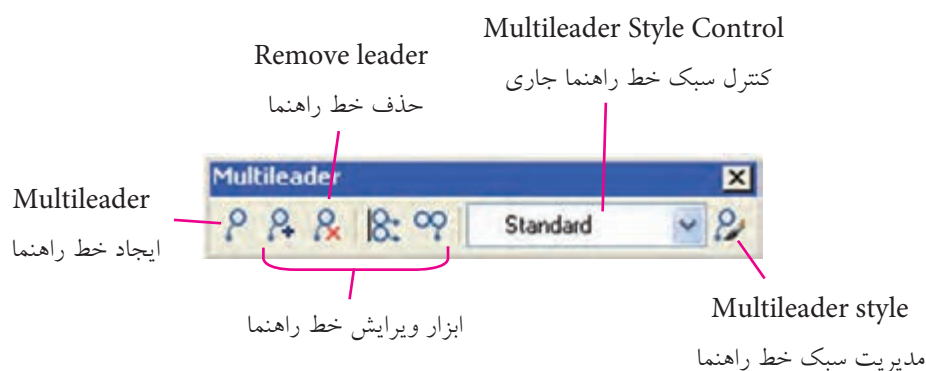 Multileader Style Control
کنترل سبک خط راهنما جاری
Remove leader
حذف خط راهنما
Multileader
Multileader
ایجاد خط راهنما
Standard
ابزار ویرایش خط راهنما
Multileader style
مدیریت سبک خط راهنما